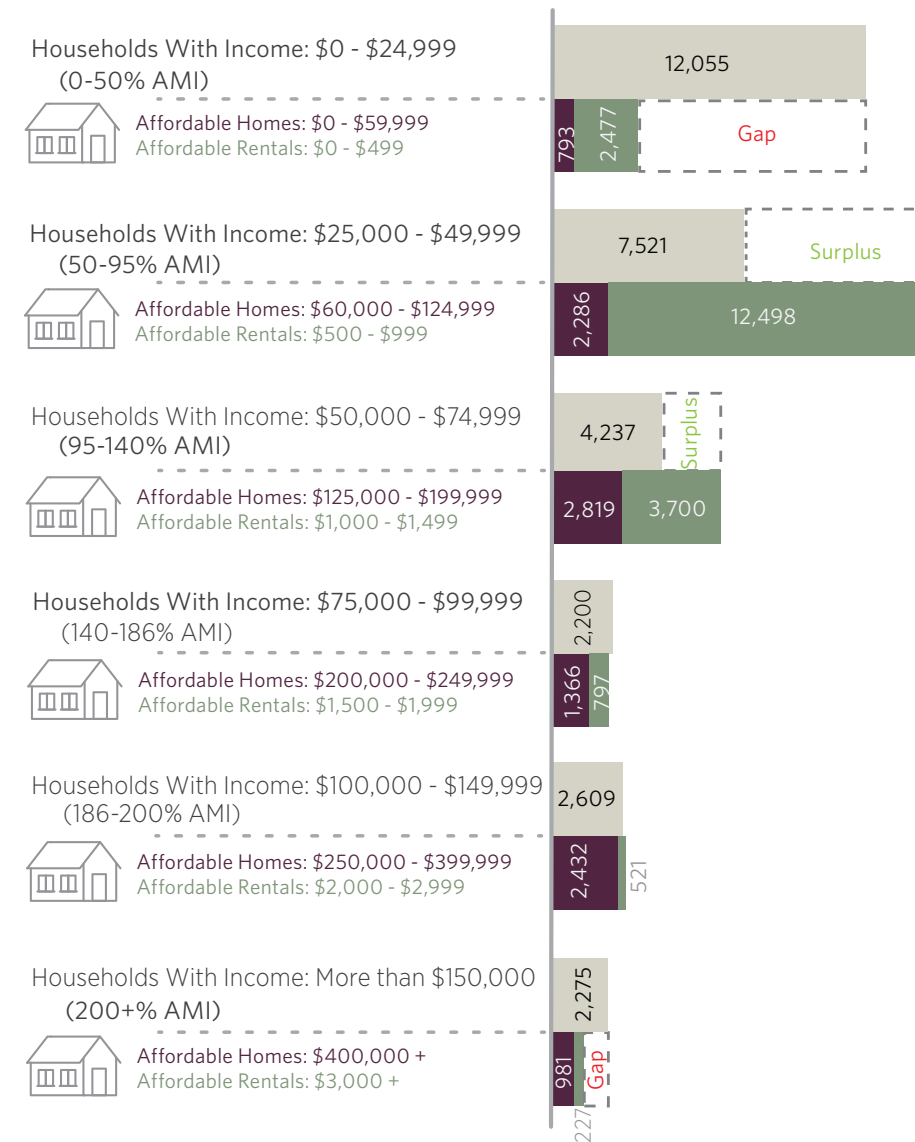 Households With Income: $0 - $24,999
(0-50% AMI)
12,055
Affordable Homes: $0 - $59,999
Affordable Rentals: $0 - $499
793
2,477
Gap
Households With Income: $25,000 - $49,999
(50-95% AMI)
7,521
Surplus
Affordable Homes: $60,000 - $124,999
Affordable Rentals: $500 - $999
2,286
12,498
Households With Income: $50,000 - $74,999
(95-140% AMI)
4,237
Surplus
Affordable Homes: $125,000 - $199,999
Affordable Rentals: $1,000 - $1,499
2,819
3,700
Households With Income: $75,000 - $99,999
(140-186% AMI)
2,200
Affordable Homes: $200,000 - $249,999
Affordable Rentals: $1,500 - $1,999
1,366
797
Households With Income: $100,000 - $149,999
(186-200% AMI)
2,609
Affordable Homes: $250,000 - $399,999
Affordable Rentals: $2,000 - $2,999
2,432
521
Households With Income: More than $150,000
(200+% AMI)
2,275
Affordable Homes: $400,000 +
Affordable Rentals: $3,000 +
981
227
Gap